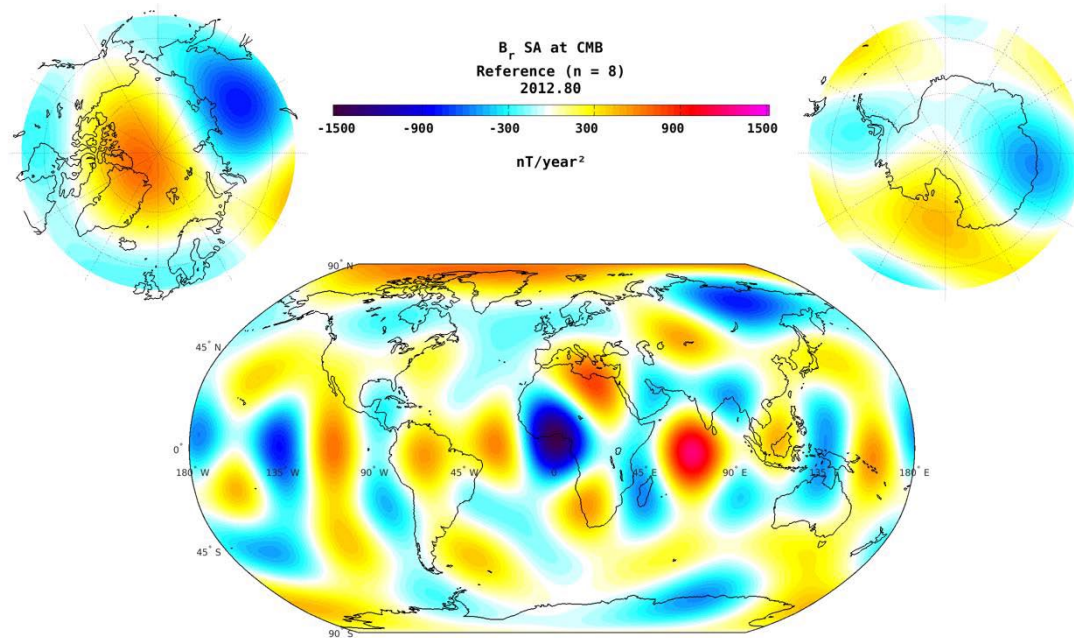 B_r SA at CMB
Reference (n = 8)
2012.80
-1500 -900 -300 300 900 1500
nT/year²
90° N
45° N
0°
180° W 135° W 90° W 45° W 0° 45° E 90° E 135° E 180° E
45° S
90° S